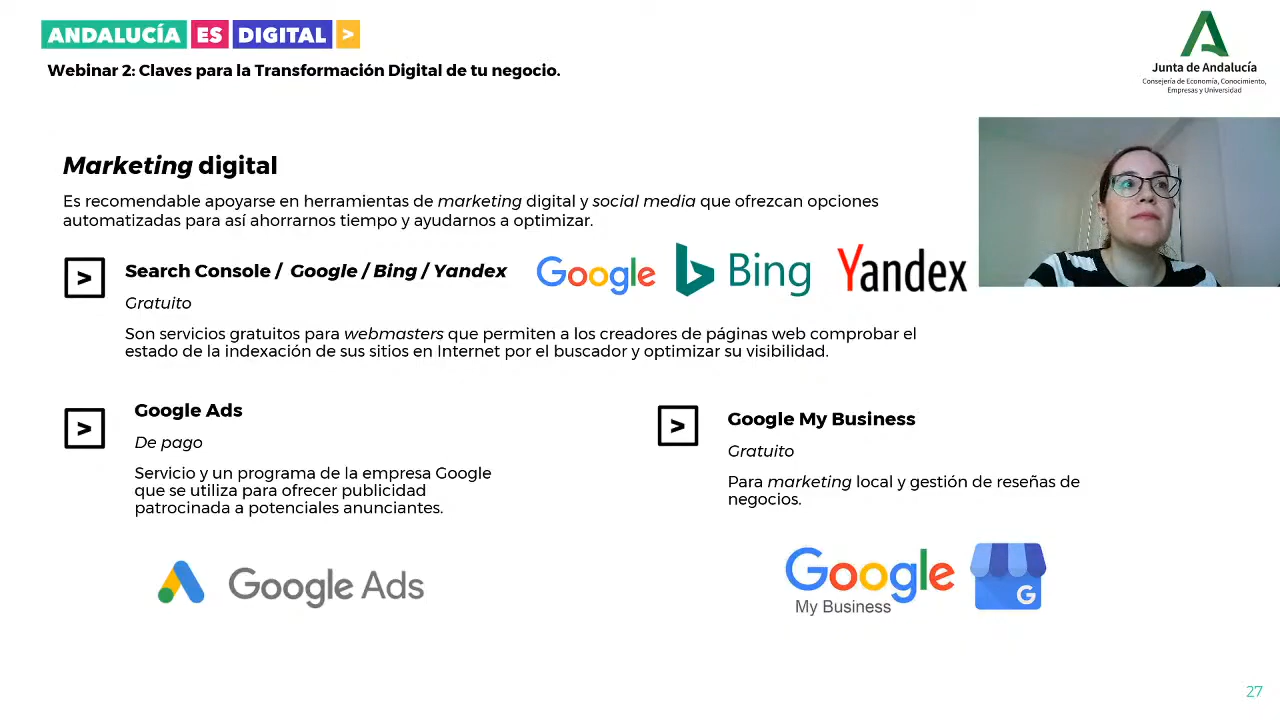 ANDALUCÍA ES DIGITAL >
Webinar 2: Claves para la Transformación Digital de tu negocio.
Junta de Andalucía
Consejería de Economía, Conocimiento,
Empresas y Universidad
Marketing digital
Es recomendable apoyarse en herramientas de marketing digital y social media que ofrezcan opciones
automatizadas para así ahorrarnos tiempo y ayudarnos a optimizar.
> Search Console / Google / Bing / Yandex
Google Bing Yandex
Gratuito
Son servicios gratuitos para webmasters que permiten a los creadores de páginas web comprobar el
estado de la indexación de sus sitios en Internet por el buscador y optimizar su visibilidad.
> Google Ads
De pago
Servicio y un programa de la empresa Google
que se utiliza para ofrecer publicidad
patrocinada a potenciales anunciantes.
Google Ads
> Google My Business
Gratuito
Para marketing local y gestión de reseñas de
negocios.
Google
My Business
G
27